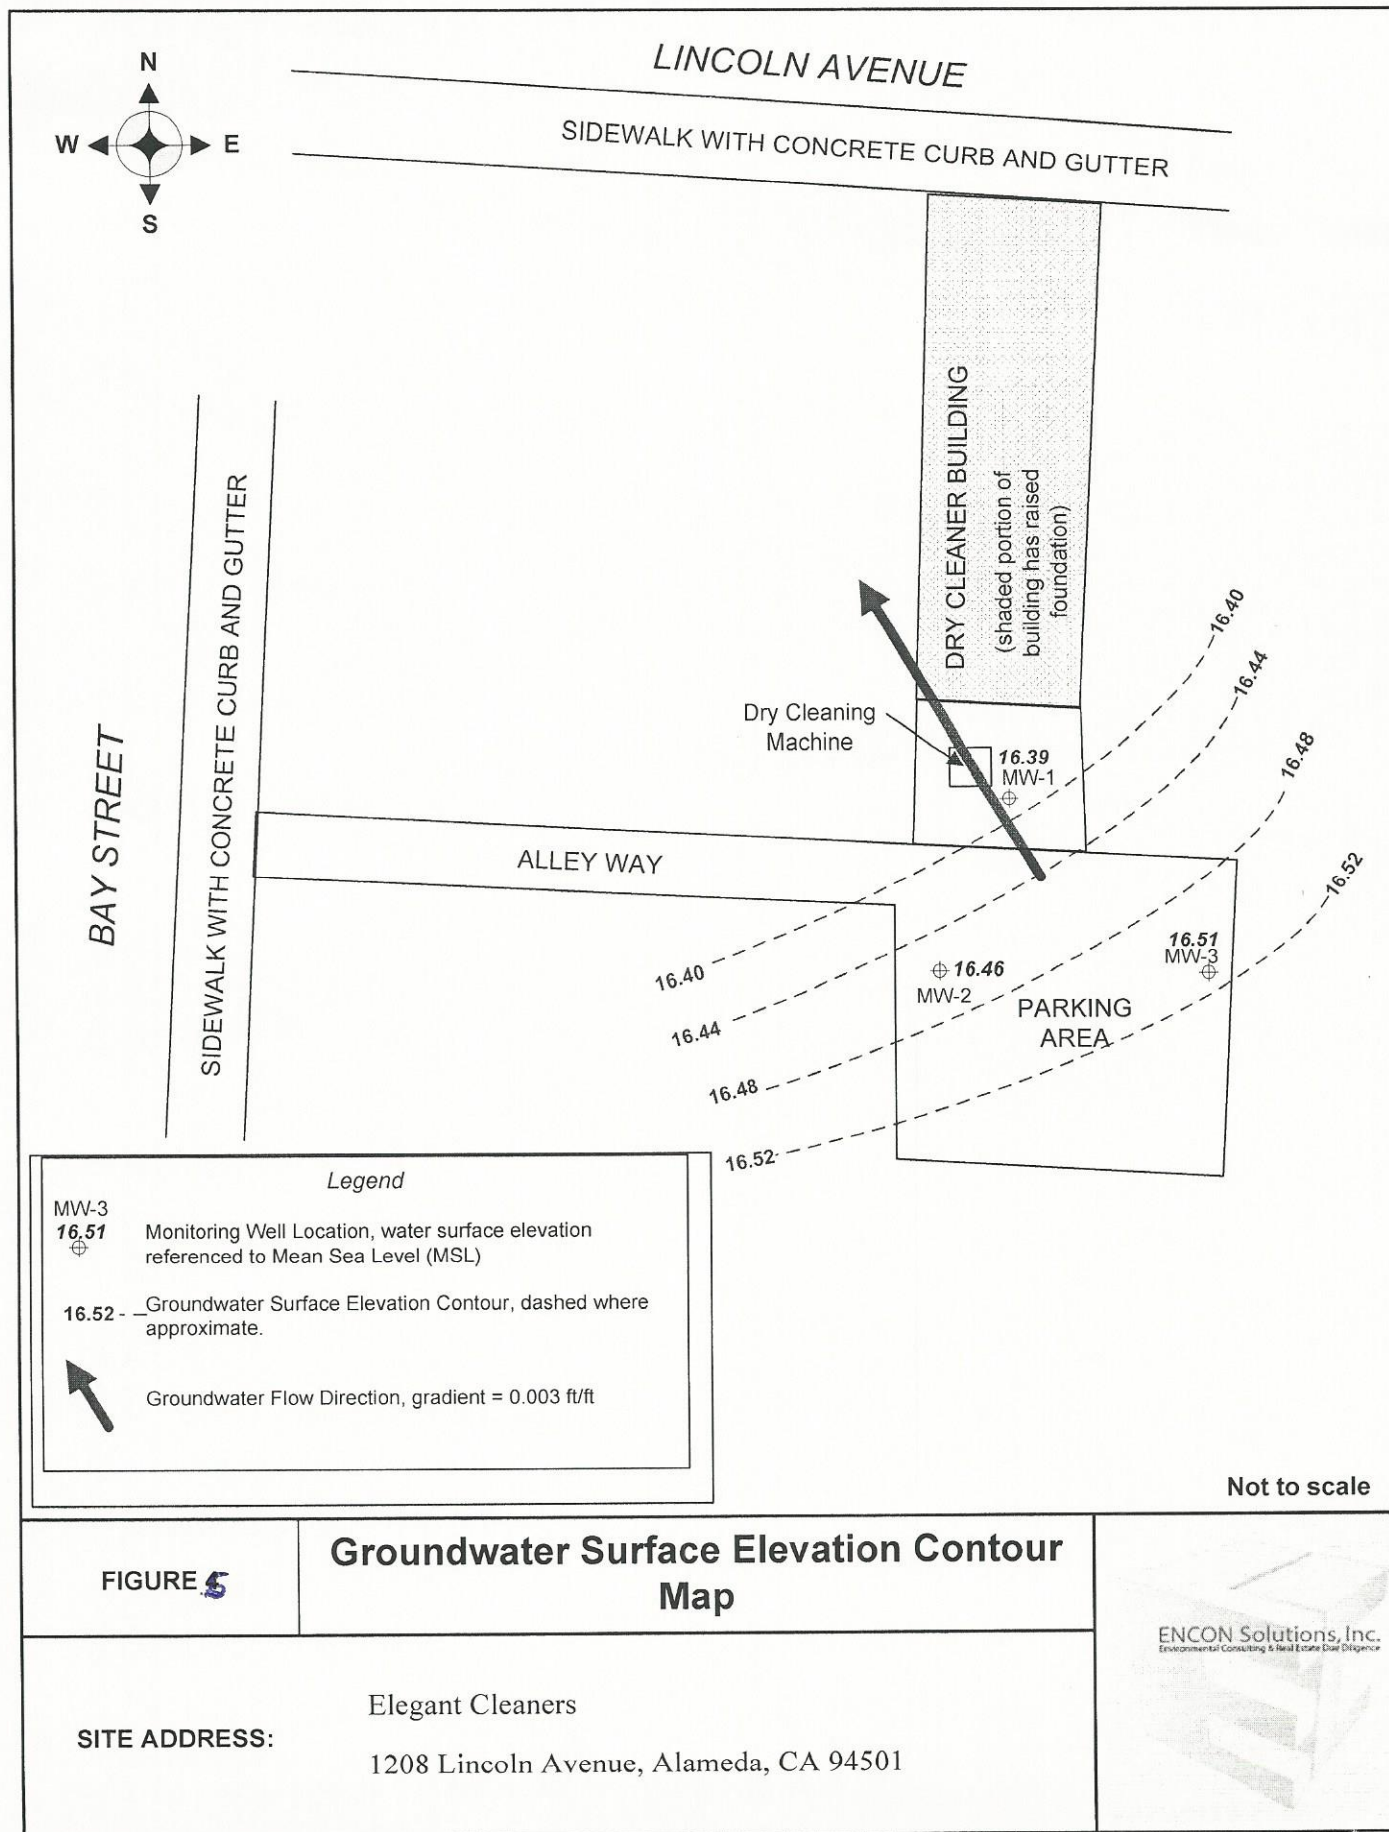 LINCOLN AVENUE
SIDEWALK WITH CONCRETE CURB AND GUTTER
N
W
E
S
DRY CLEANER BUILDING
(shaded portion of
building has raised
foundation)
BAY STREET
SIDEWALK WITH CONCRETE CURB AND GUTTER
Dry Cleaning
Machine
16.39
MW-1
16.40
16.44
16.48
16.52
ALLEY WAY
16.51
MW-3
16.46
MW-2
PARKING
AREA
16.40
16.44
16.48
16.52
Legend
MW-3
16.51
Monitoring Well Location, water surface elevation
referenced to Mean Sea Level (MSL)
16.52
Groundwater Surface Elevation Contour, dashed where
approximate.
Groundwater Flow Direction, gradient = 0.003 ft/ft
Not to scale
FIGURE 5
Groundwater Surface Elevation Contour
Map
ENCON Solutions, Inc.
Environmental Consulting & Real Estate Due Diligence
SITE ADDRESS:
Elegant Cleaners
1208 Lincoln Avenue, Alameda, CA 94501